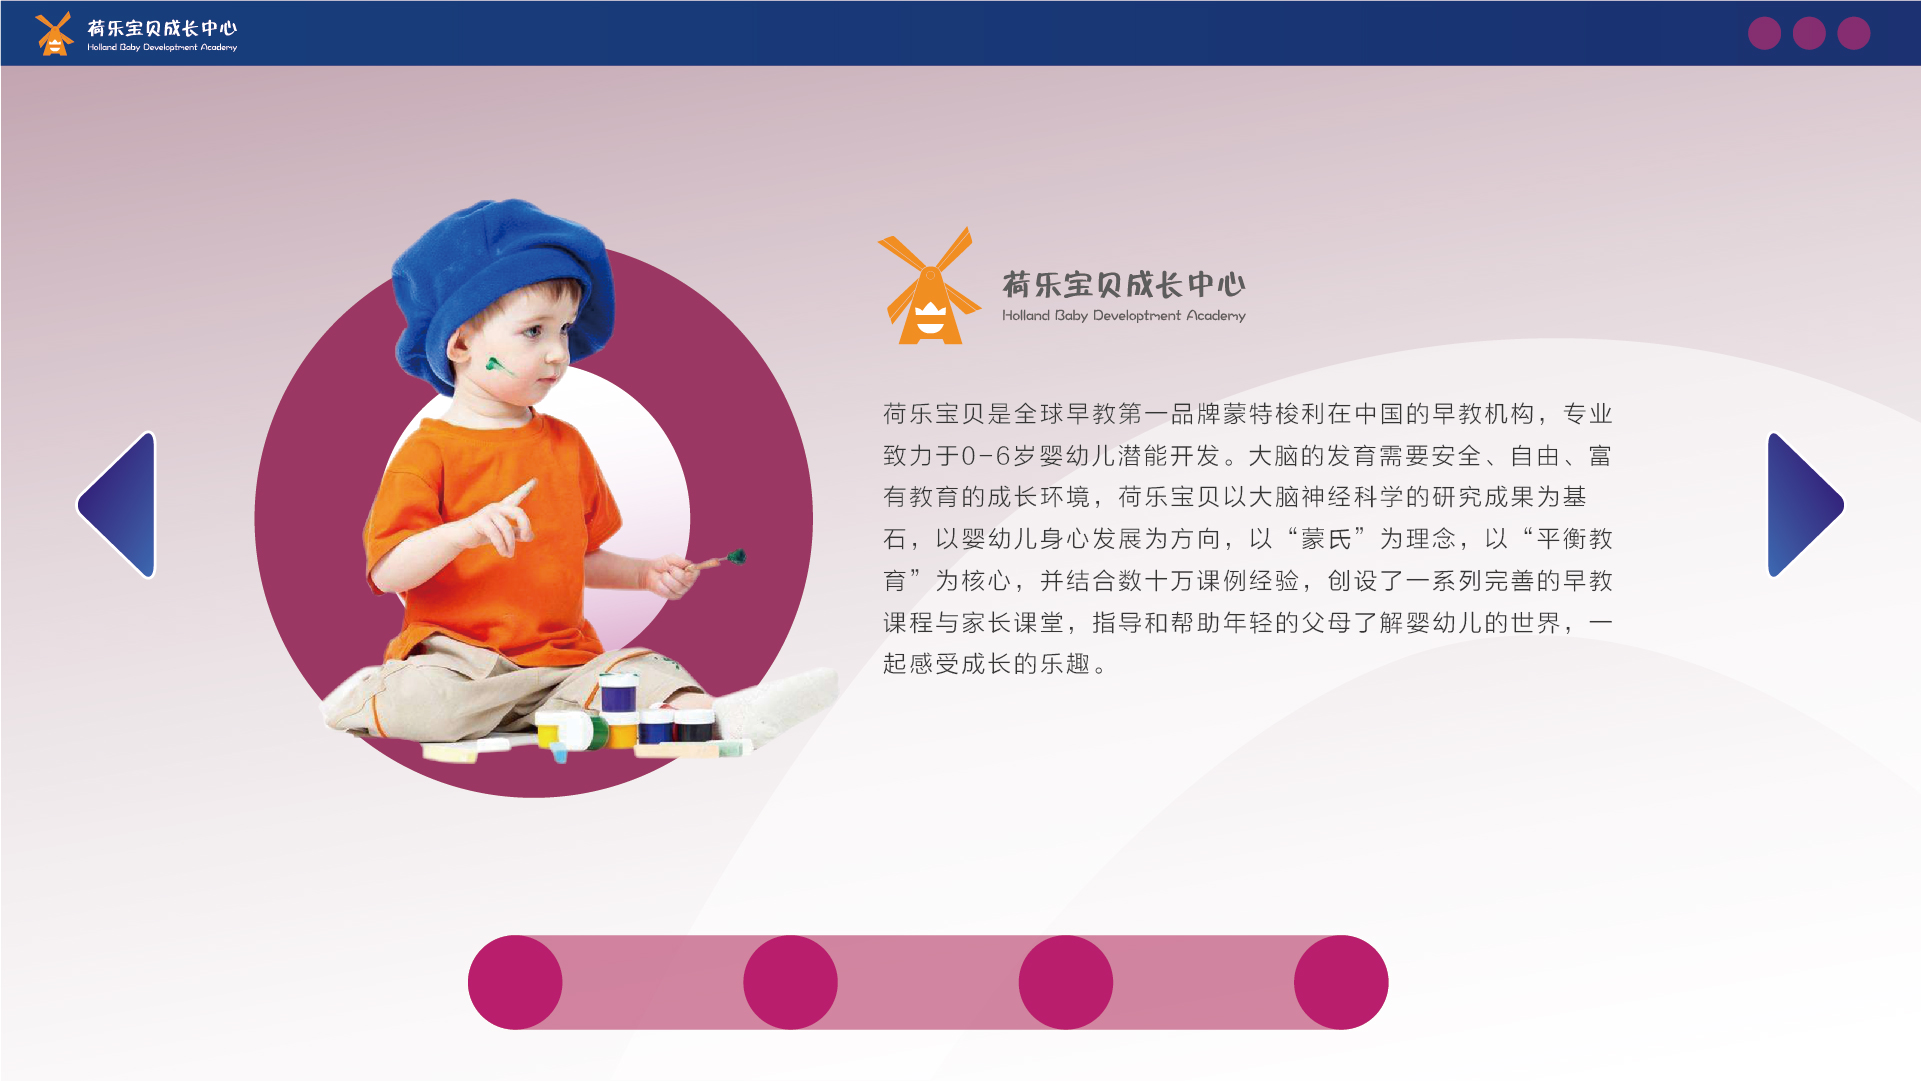 荷乐宝贝成长中心
Holland Baby Developtment Academy
荷乐宝贝成长中心
Holland Baby Developtment Academy
荷乐宝贝是全球早教第一品牌蒙特梭利在中国的早教机构，专业
致力于0-6岁婴幼儿潜能开发。大脑的发育需要安全、自由、富
有教育的成长环境，荷乐宝贝以大脑神经科学的研究成果为基
石，以婴幼儿身心发展为方向，以“蒙氏”为理念，以“平衡教
育”为核心，并结合数十万课例经验，创设了一系列完善的早教
课程与家长课堂，指导和帮助年轻的父母了解婴幼儿的世界，一
起感受成长的乐趣。